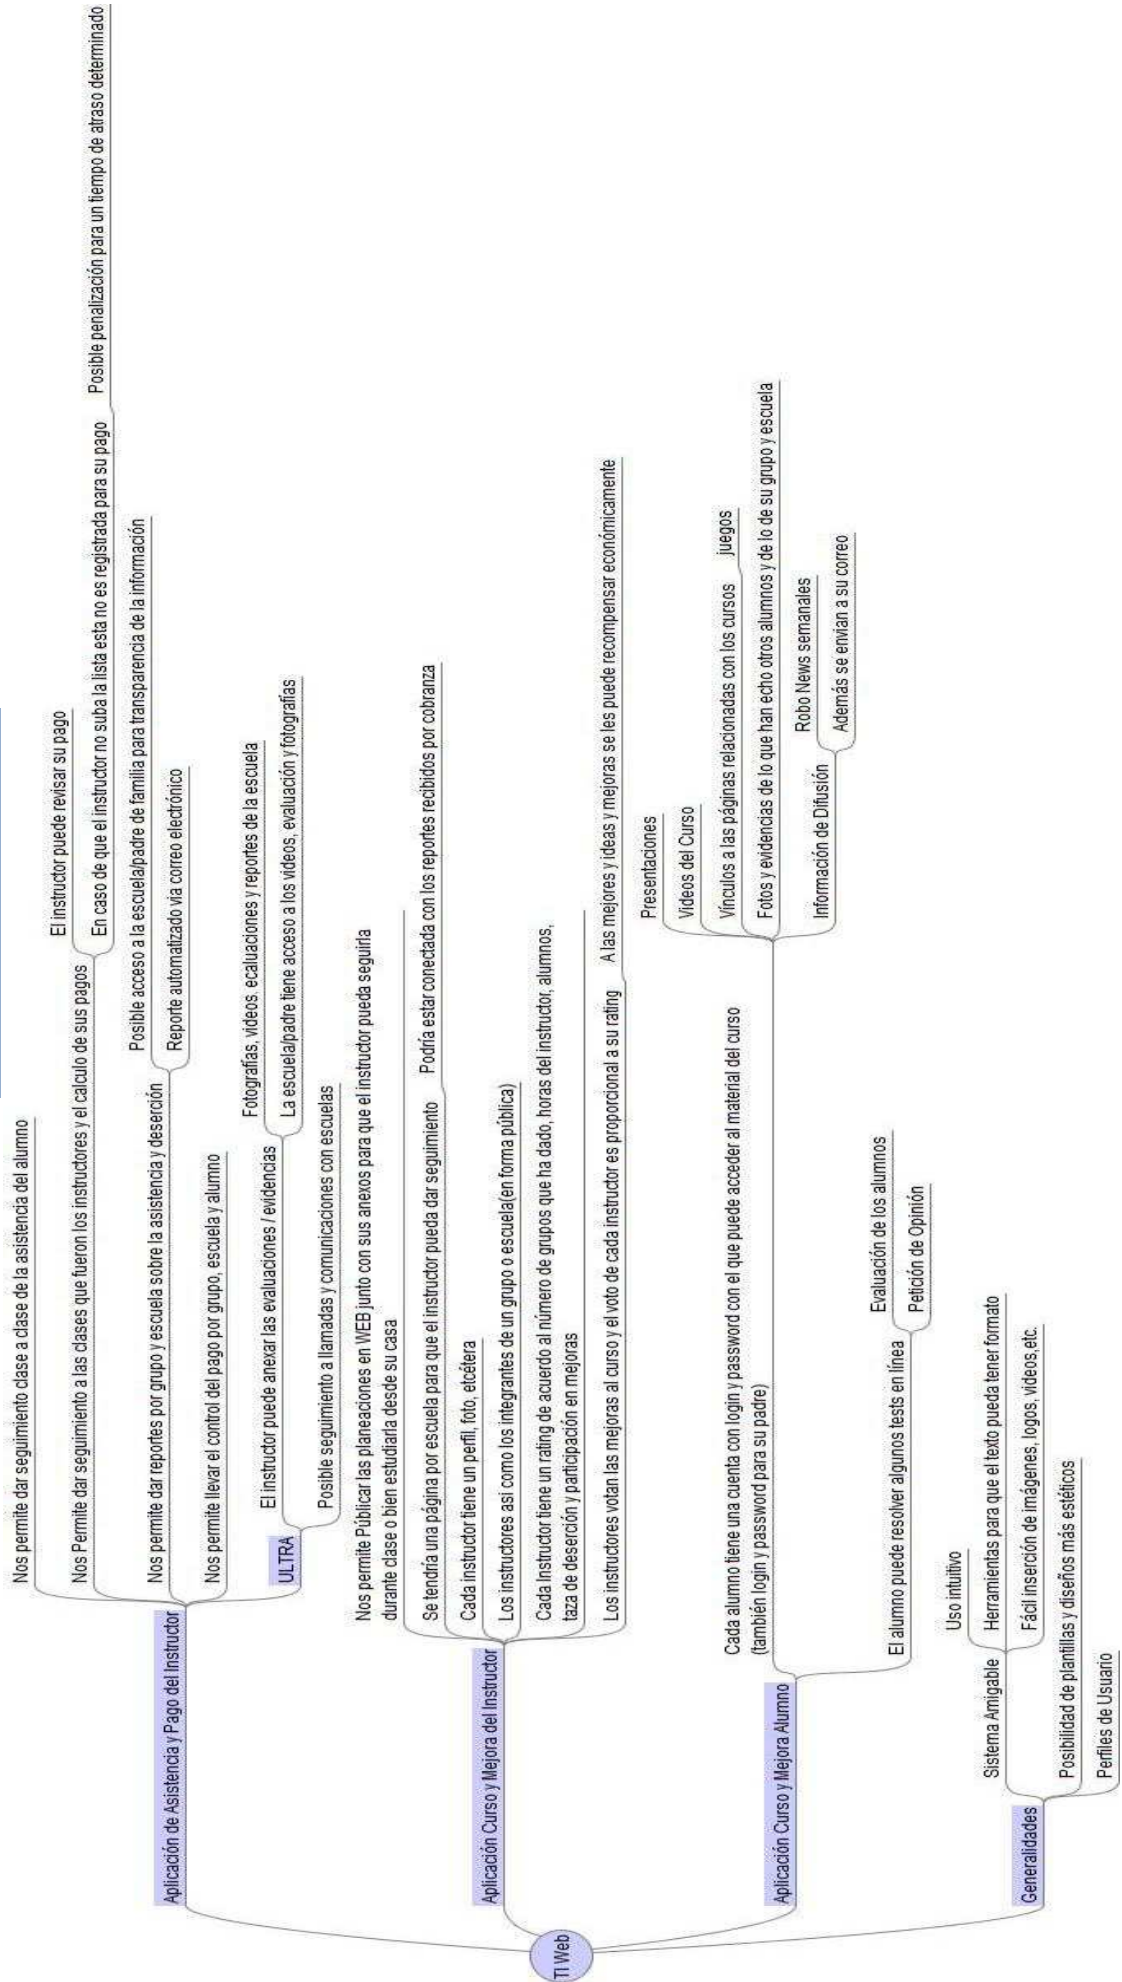 TI Web
Aplicación de Asistencia y Pago del Instructor
Nos permite dar seguimiento clase a clase de la asistencia del alumno
Nos Permite dar seguimiento a las clases que fueron los instructores y el calculo de sus pagos
El instructor puede revisar su pago
En caso de que el instructor no suba la lista esta no es registrada para su pago
Posible penalización para un tiempo de atraso determinado
Nos permite dar reportes por grupo y escuela sobre la asistencia y deserción
Posible acceso a la escuela/padre de familia para transparencia de la información
Reporte automatizado via correo electrónico
Nos permite llevar el control del pago por grupo, escuela y alumno
ULTRA
El instructor puede anexar las evaluaciones / evidencias
Fotografías, videos, ecaluaciones y reportes de la escuela
La escuela/padre tiene acceso a los videos, evaluación y fotografías
Posible seguimiento a llamadas y comunicaciones con escuelas
Aplicación Curso y Mejora del Instructor
Nos permite Públicar las planeaciones en WEB junto con sus anexos para que el instructor pueda seguirla
durante clase o bien estudiarla desde su casa
Se tendría una página por escuela para que el instructor pueda dar seguimiento
Podría estar conectada con los reportes recibidos por cobranza
Cada instructor tiene un perfil, foto, etcétera
Los instructores asi como los integrantes de un grupo o escuela(en forma pública)
Cada Instructor tiene un rating de acuerdo al número de grupos que ha dado, horas del instructor, alumnos,
taza de deserción y participación en mejoras
Los instructores votan las mejoras al curso y el voto de cada instructor es proporcional a su rating
A las mejores y ideas y mejoras se les puede recompensar económicamente
Aplicación Curso y Mejora Alumno
Cada alumno tiene una cuenta con login y password con el que puede acceder al material del curso
(también login y password para su padre)
Presentaciones
Videos del Curso
Vínculos a las páginas relacionadas con los cursos
juegos
Fotos y evidencias de lo que han echo otros alumnos y de lo de su grupo y escuela
Información de Difusión
Robo News semanales
Además se envian a su correo
El alumno puede resolver algunos tests en línea
Evaluación de los alumnos
Petición de Opinión
Generalidades
Sistema Amigable
Uso intuitivo
Herramientas para que el texto pueda tener formato
Fácil inserción de imágenes, logos, videos,etc.
Posibilidad de plantillas y diseños más estéticos
Perfiles de Usuario